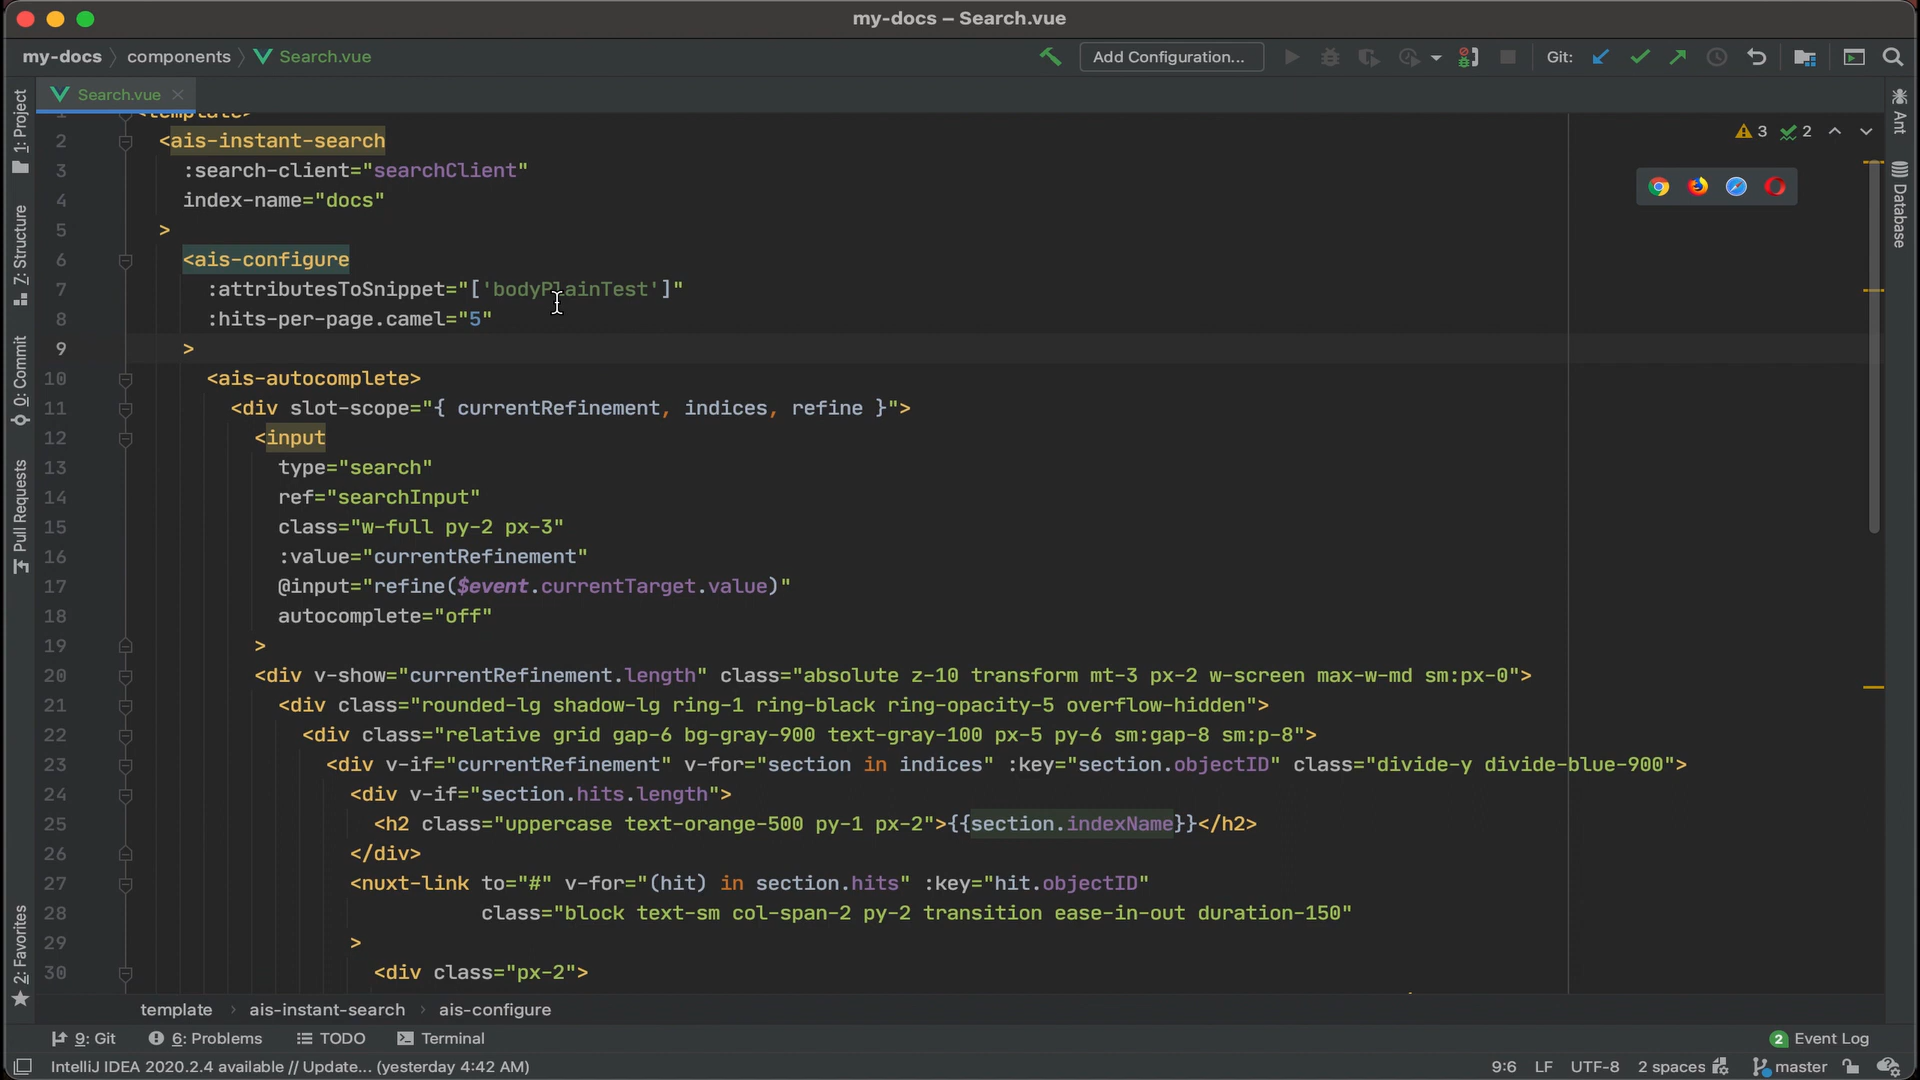 my-docs – Search.vue
my-docs components Search.vue Add Configuration... Git:
Search.vue
1 <template>
2 <ais-instant-search
3 :search-client="searchClient"
4 index-name="docs"
5 >
6 <ais-configure
7 :attributesToSnippet="['bodyPlainTest']"
8 :hits-per-page.camel="5"
9 >
10 <ais-autocomplete>
11 <div slot-scope="{ currentRefinement, indices, refine }">
12 <input
13 type="search"
14 ref="searchInput"
15 class="w-full py-2 px-3"
16 :value="currentRefinement"
17 @input="refine($event.currentTarget.value)"
18 autocomplete="off"
19 >
20 <div v-show="currentRefinement.length" class="absolute z-10 transform mt-3 px-2 w-screen max-w-md sm:px-0">
21 <div class="rounded-lg shadow-lg ring-1 ring-black ring-opacity-5 overflow-hidden">
22 <div class="relative grid gap-6 bg-gray-900 text-gray-100 px-5 py-6 sm:gap-8 sm:p-8">
23 <div v-if="currentRefinement" v-for="section in indices" :key="section.objectID" class="divide-y divide-blue-900">
24 <div v-if="section.hits.length">
25 <h2 class="uppercase text-orange-500 py-1 px-2">{{section.indexName}}</h2>
26 </div>
27 <nuxt-link to="#" v-for="(hit) in section.hits" :key="hit.objectID"
28 class="block text-sm col-span-2 py-2 transition ease-in-out duration-150"
29 >
30 <div class="px-2">
3 2
1: Project
7: Structure
0: Commit
Pull Requests
2: Favorites
Ant
Database
template ais-instant-search ais-configure
9: Git 6: Problems TODO Terminal 2 Event Log
IntelliJ IDEA 2020.2.4 available // Update... (yesterday 4:42 AM) 9:6 LF UTF-8 2 spaces master